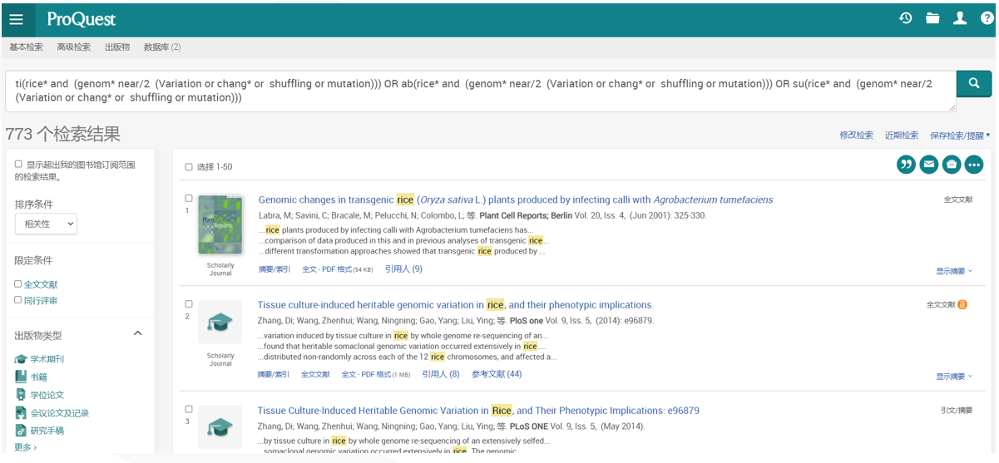 ProQuest
基本检索 高级检索 出版物 数据库 (2)
ti(rice* and (genom* near/2 (Variation or chang* or shuffling or mutation))) OR ab(rice* and (genom* near/2 (Variation or chang* or shuffling or mutation))) OR su(rice* and (genom* near/2
(Variation or chang* or shuffling or mutation)))
773 个检索结果
修改检索 近期检索 保存检索/提醒
显示超出我的图书馆订阅范围
的检索结果。
排序条件
相关性
限定条件
全文文献
同行评审
出版物类型
学术期刊
书籍
学位论文
会议论文及记录
研究手稿
更多 ›
选择 1-50
1
Plant Cell Reports
Scholarly
Journal
Genomic changes in transgenic rice (Oryza sativa L.) plants produced by infecting calli with Agrobacterium tumefaciens
全文文献
Labra, M; Savini, C; Bracale, M; Pelucchi, N; Colombo, L; 等. Plant Cell Reports; Berlin Vol. 20, Iss. 4, (Jun 2001): 325-330.
...rice plants produced by infecting calli with Agrobacterium tumefaciens has...
...comparison of data produced in this and in previous analyses of transgenic rice...
...different transformation approaches showed that transgenic rice produced by ...
摘要/索引 全文 - PDF 格式 (54 KB) 引用人 (9)
显示摘要
2
Scholarly
Journal
Tissue culture-induced heritable genomic variation in rice, and their phenotypic implications.
全文文献
Zhang, Di; Wang, Zhenhui; Wang, Ningning; Gao, Yang; Liu, Ying; 等. PloS one Vol. 9, Iss. 5, (2014): e96879.
...variation induced by tissue culture in rice by whole genome re-sequencing of an...
...found that heritable somaclonal genomic variation occurred extensively in rice....
...distributed non-randomly across each of the 12 rice chromosomes, and affected a...
摘要/索引 全文文献 全文 - PDF 格式 (1 MB) 引用人 (8) 参考文献 (44)
显示摘要
3
Tissue Culture-Induced Heritable Genomic Variation in Rice, and Their Phenotypic Implications: e96879
引文/摘要
Zhang, Di; Wang, Zhenhui; Wang, Ningning; Gao, Yang; Liu, Ying; 等. PLoS ONE Vol. 9, Iss. 5, (May 2014).
...by tissue culture in rice by whole genome re-sequencing of an extensively selfed...
somaclonal genomic variation occurred extensively in rice. The genomic